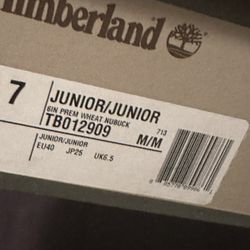 Timberland
7
JUNIOR/JUNIOR
6IN PREM WHEAT NUBUCK
TB012909
713
M/M
JUNIOR/JUNIOR
EU40 JP25 UK6.5